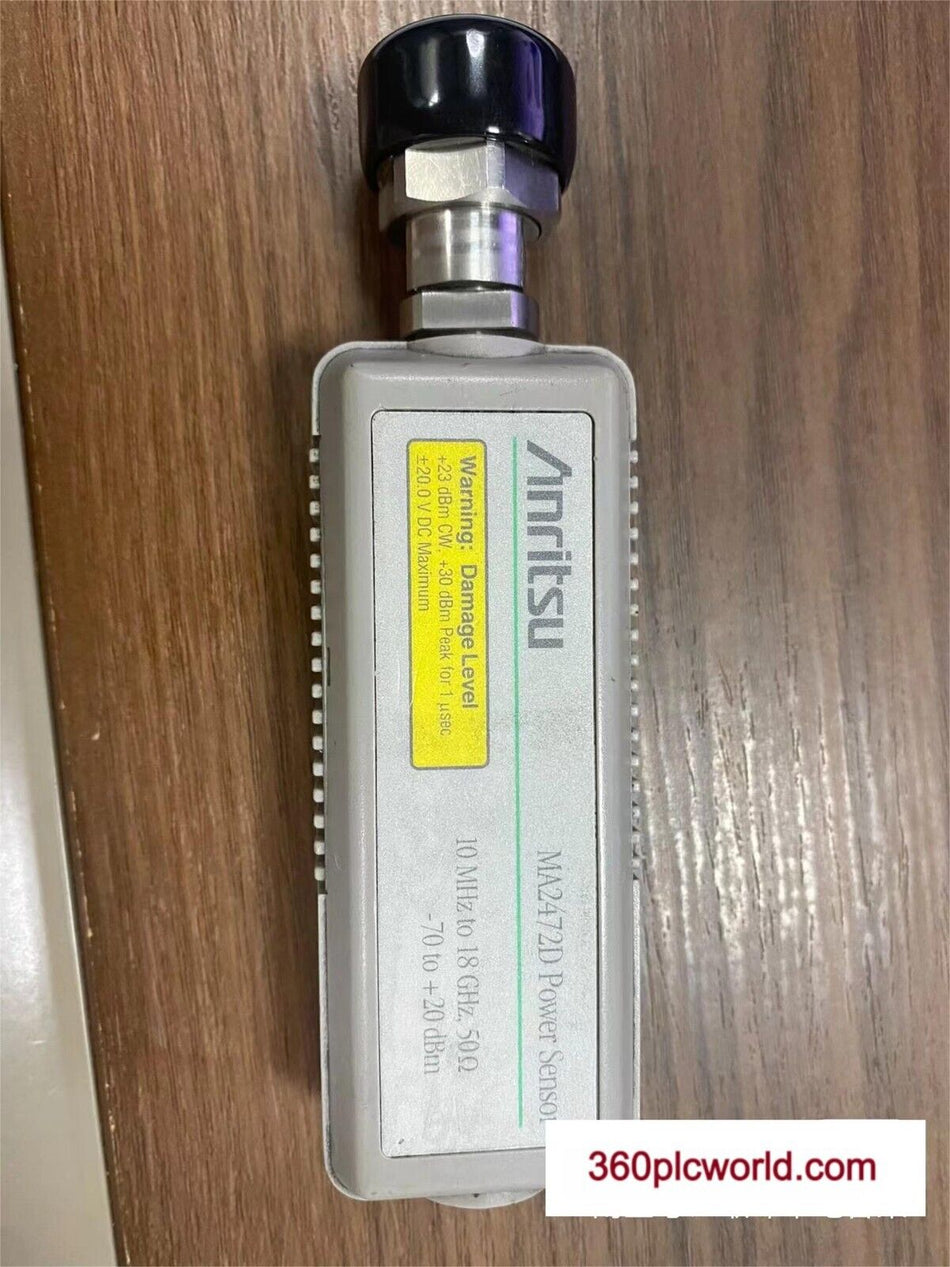 Anritsu
MA2472D Power Sensor
Warning: Damage Level
+23 dBm CW, +30 dBm Peak for 1 µsec
±20.0 V DC Maximum
10 MHz to 18 GHz, 50Ω
-70 to +20 dBm
360plcworld.com